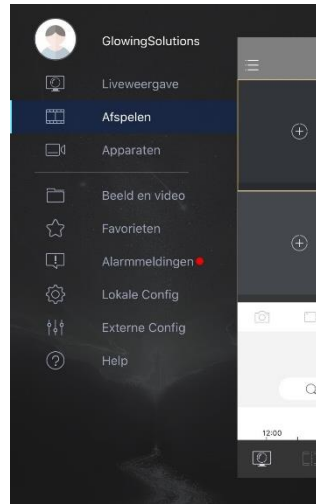 GlowingSolutions
Liveweergave
Afspelen
Apparaten
Beeld en video
Favorieten
Alarmmeldingen
Lokale Config
Externe Config
Help
12:00